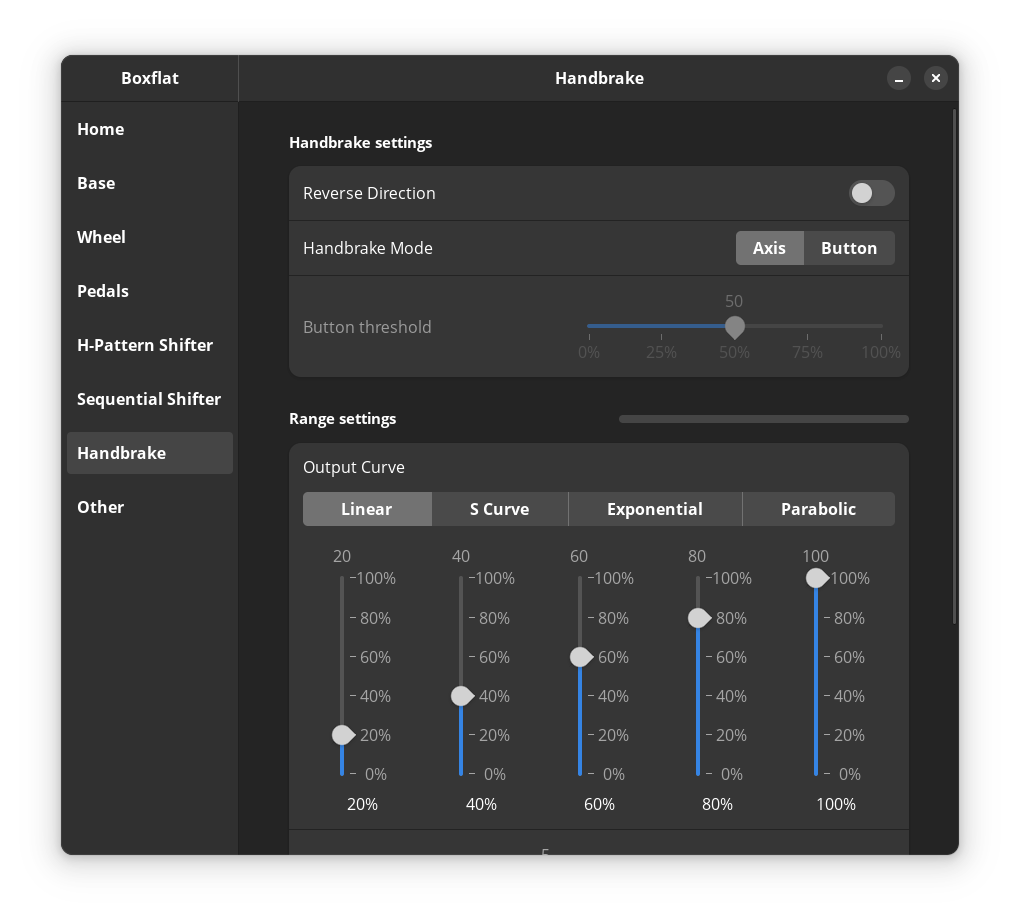 Boxflat
Handbrake
Home
Base
Wheel
Pedals
H-Pattern Shifter
Sequential Shifter
Handbrake
Other
Handbrake settings
Reverse Direction
Handbrake Mode Axis Button
50
Button threshold
0% 25% 50% 75% 100%
Range settings
Output Curve
Linear S Curve Exponential Parabolic
20 40 60 80 100
100% 100% 100% 100% 100%
80% 80% 80% 80% 80%
60% 60% 60% 60% 60%
40% 40% 40% 40% 40%
20% 20% 20% 20% 20%
0% 0% 0% 0% 0%
20% 40% 60% 80% 100%